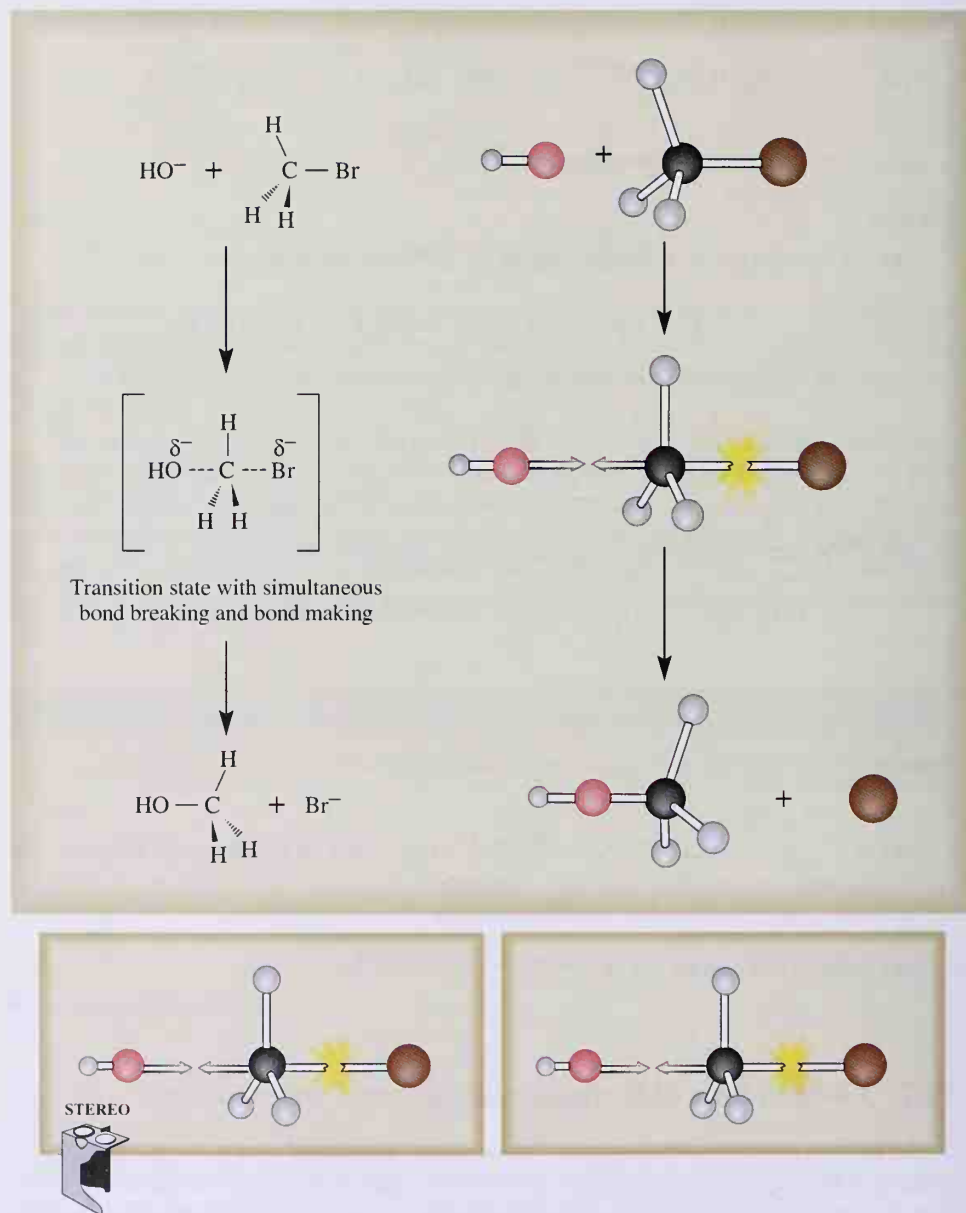 H
HO⁻ + C — Br
H H
H
δ⁻ δ⁻
HO ---C--- Br
H H
Transition state with simultaneous
bond breaking and bond making
H
HO — C + Br⁻
H H
+
+
STEREO